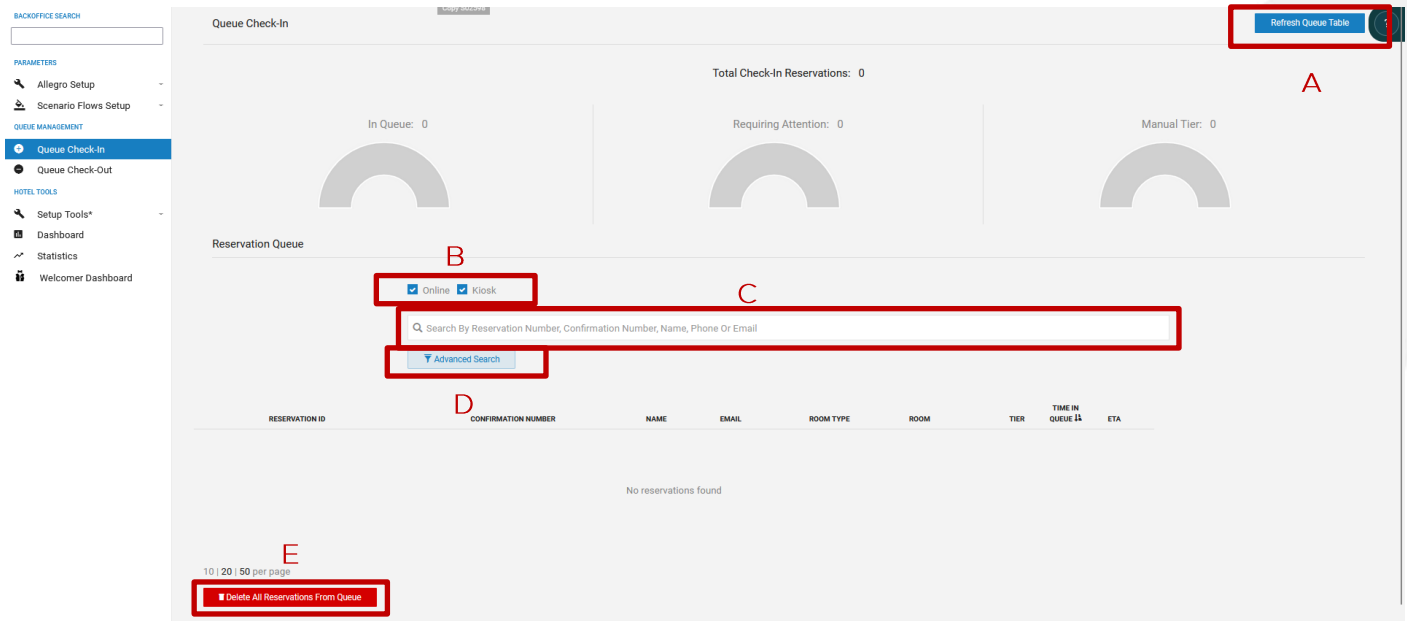 BACKOFFICE SEARCH
PARAMETERS
Allegro Setup
Scenario Flows Setup
QUEUE MANAGEMENT
Queue Check-In
Queue Check-Out
HOTEL TOOLS
Setup Tools*
Dashboard
Statistics
Welcomer Dashboard
Queue Check-In
Refresh Queue Table
?
A
Total Check-In Reservations: 0
In Queue: 0
Requiring Attention: 0
Manual Tier: 0
Reservation Queue
B
Online Kiosk
C
Search By Reservation Number, Confirmation Number, Name, Phone Or Email
Advanced Search
D
RESERVATION ID CONFIRMATION NUMBER NAME EMAIL ROOM TYPE ROOM TIER TIME IN QUEUE ETA
No reservations found
E
10 | 20 | 50 per page
Delete All Reservations From Queue